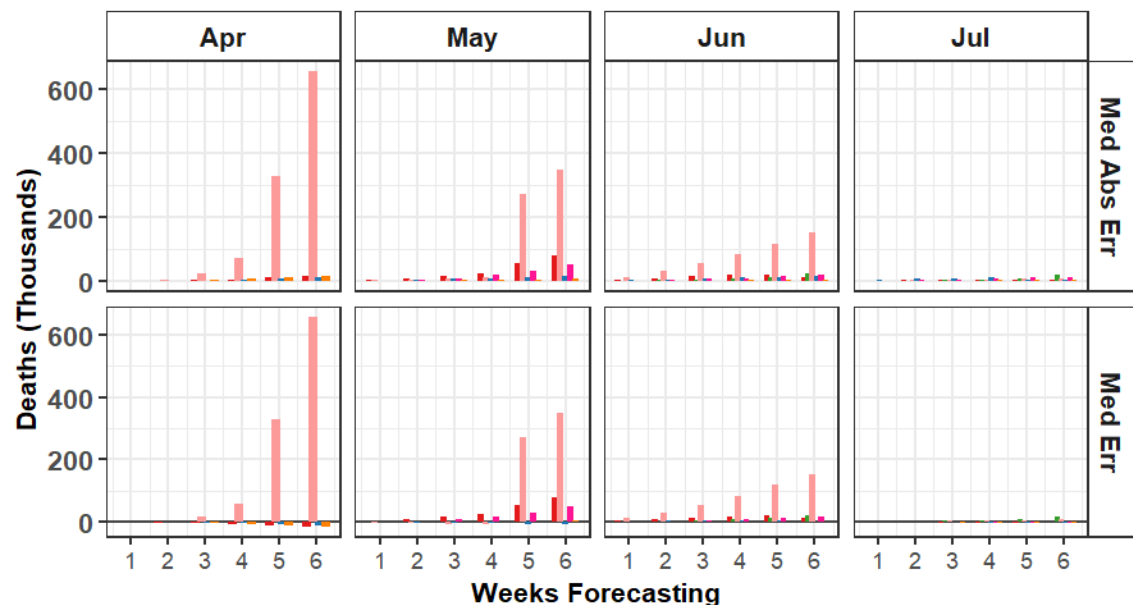 Apr May Jun Jul
600
400
200
0
Med Abs Err
600
400
200
0
Med Err
Deaths (Thousands)
1 2 3 4 5 6 1 2 3 4 5 6 1 2 3 4 5 6 1 2 3 4 5 6
Weeks Forecasting